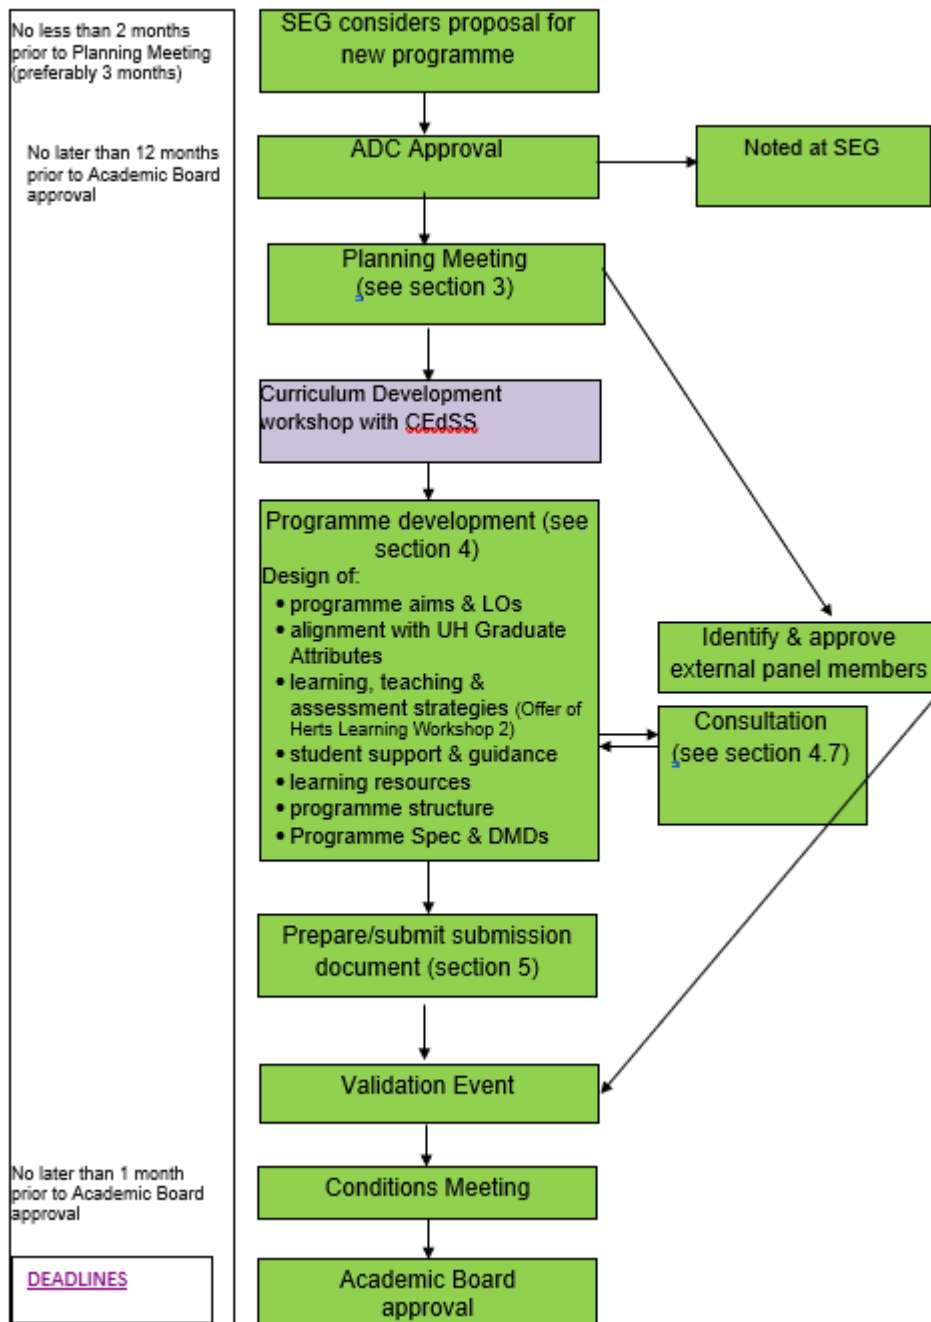 No less than 2 months
prior to Planning Meeting
(preferably 3 months)
SEG considers proposal for
new programme
No later than 12 months
prior to Academic Board
approval
ADC Approval
Noted at SEG
Planning Meeting
(see section 3)
Curriculum Development
workshop with CEdSS
Programme development (see
section 4)
Design of:
• programme aims & LOs
• alignment with UH Graduate
Attributes
• learning, teaching &
assessment strategies (Offer of
Herts Learning Workshop 2)
• student support & guidance
• learning resources
• programme structure
• Programme Spec & DMDs
Identify & approve
external panel members
Consultation
(see section 4.7)
Prepare/submit submission
document (section 5)
Validation Event
No later than 1 month
prior to Academic Board
approval
Conditions Meeting
DEADLINES
Academic Board
approval